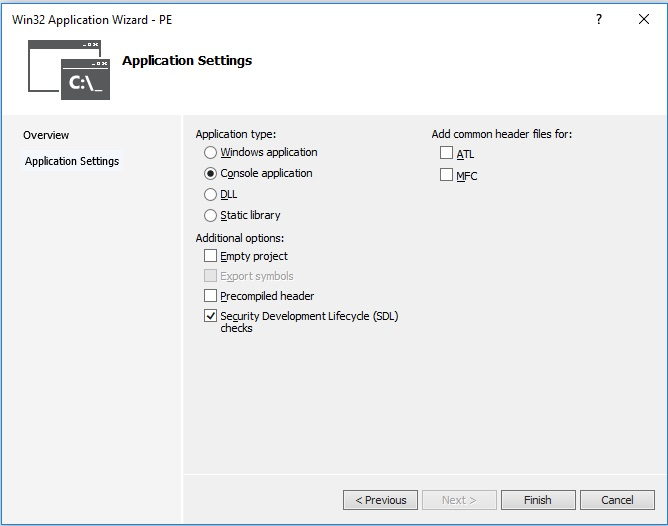 Win32 Application Wizard - PE
?
C:\_
Application Settings
Overview
Application Settings
Application type:
Windows application
Console application
DLL
Static library
Additional options:
Empty project
Export symbols
Precompiled header
Security Development Lifecycle (SDL)
checks
Add common header files for:
ATL
MFC
< Previous
Next >
Finish
Cancel